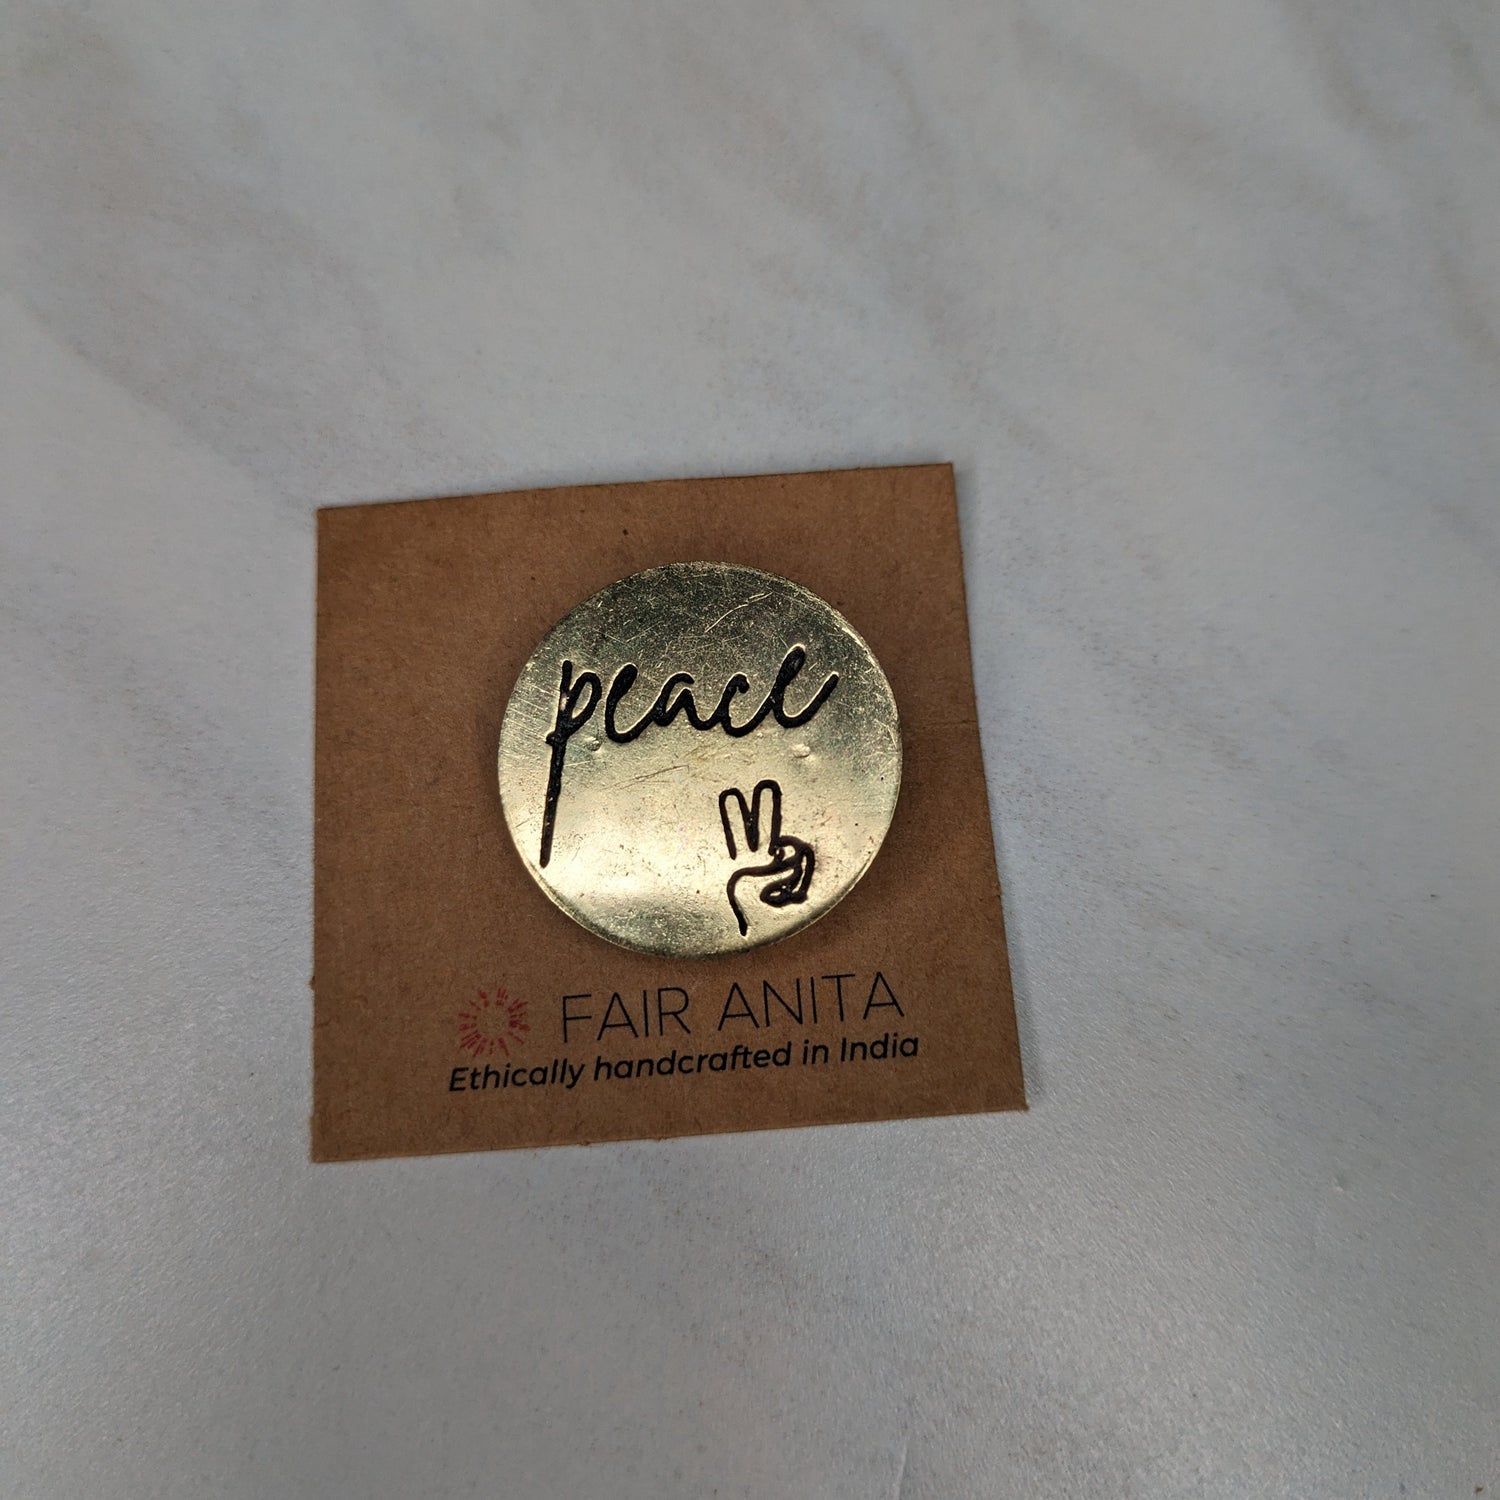 peace
FAIR ANITA
Ethically handcrafted in India